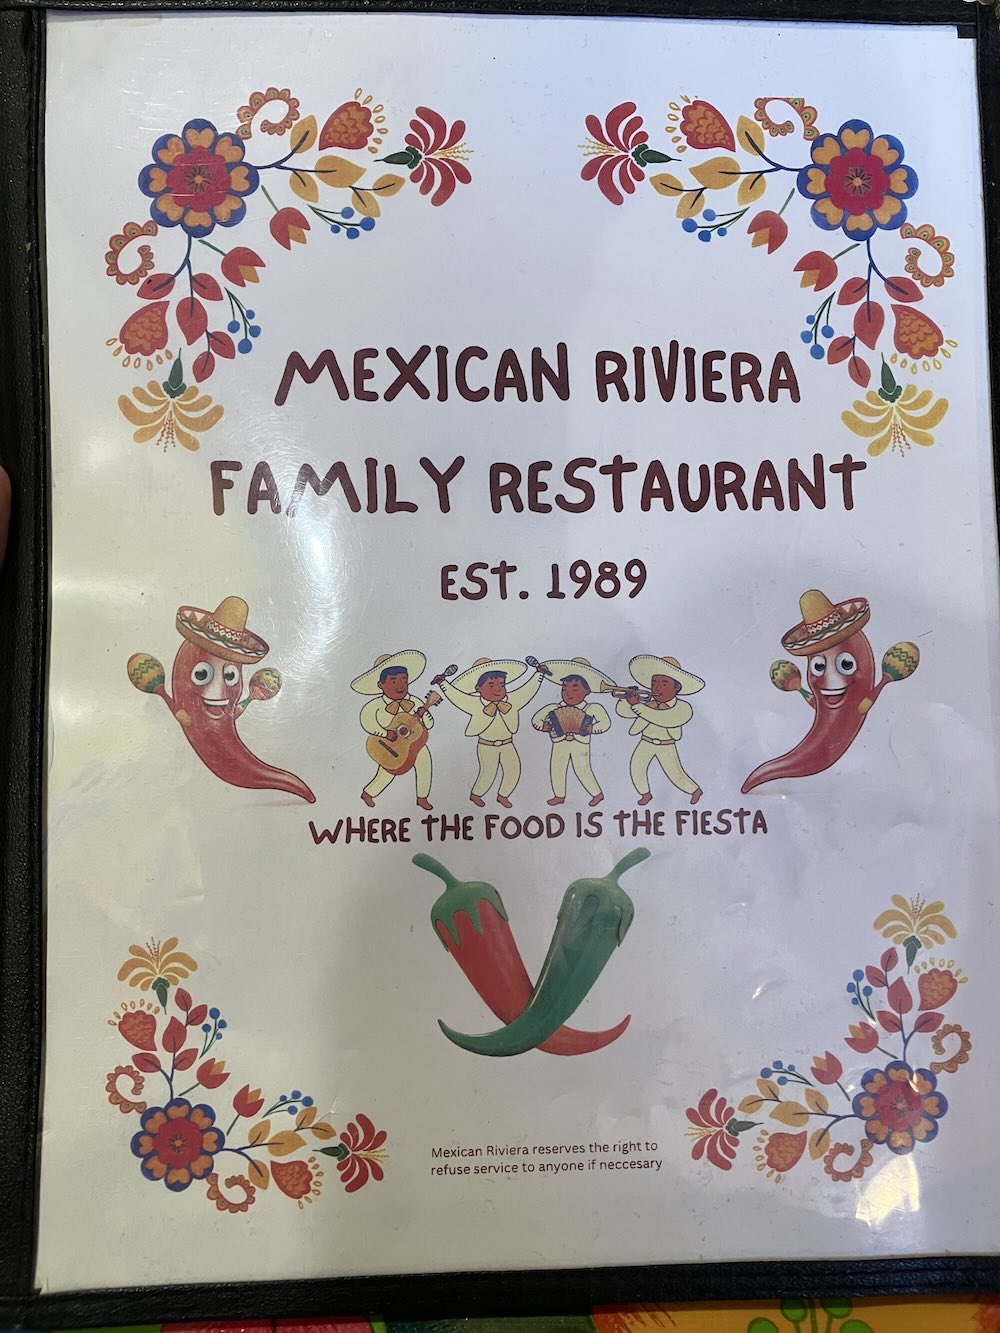 MEXICAN RIVIERA
FAMILY RESTAURANT
EST. 1989
WHERE THE FOOD IS THE FIESTA
Mexican Riviera reserves the right to
refuse service to anyone if neccesary